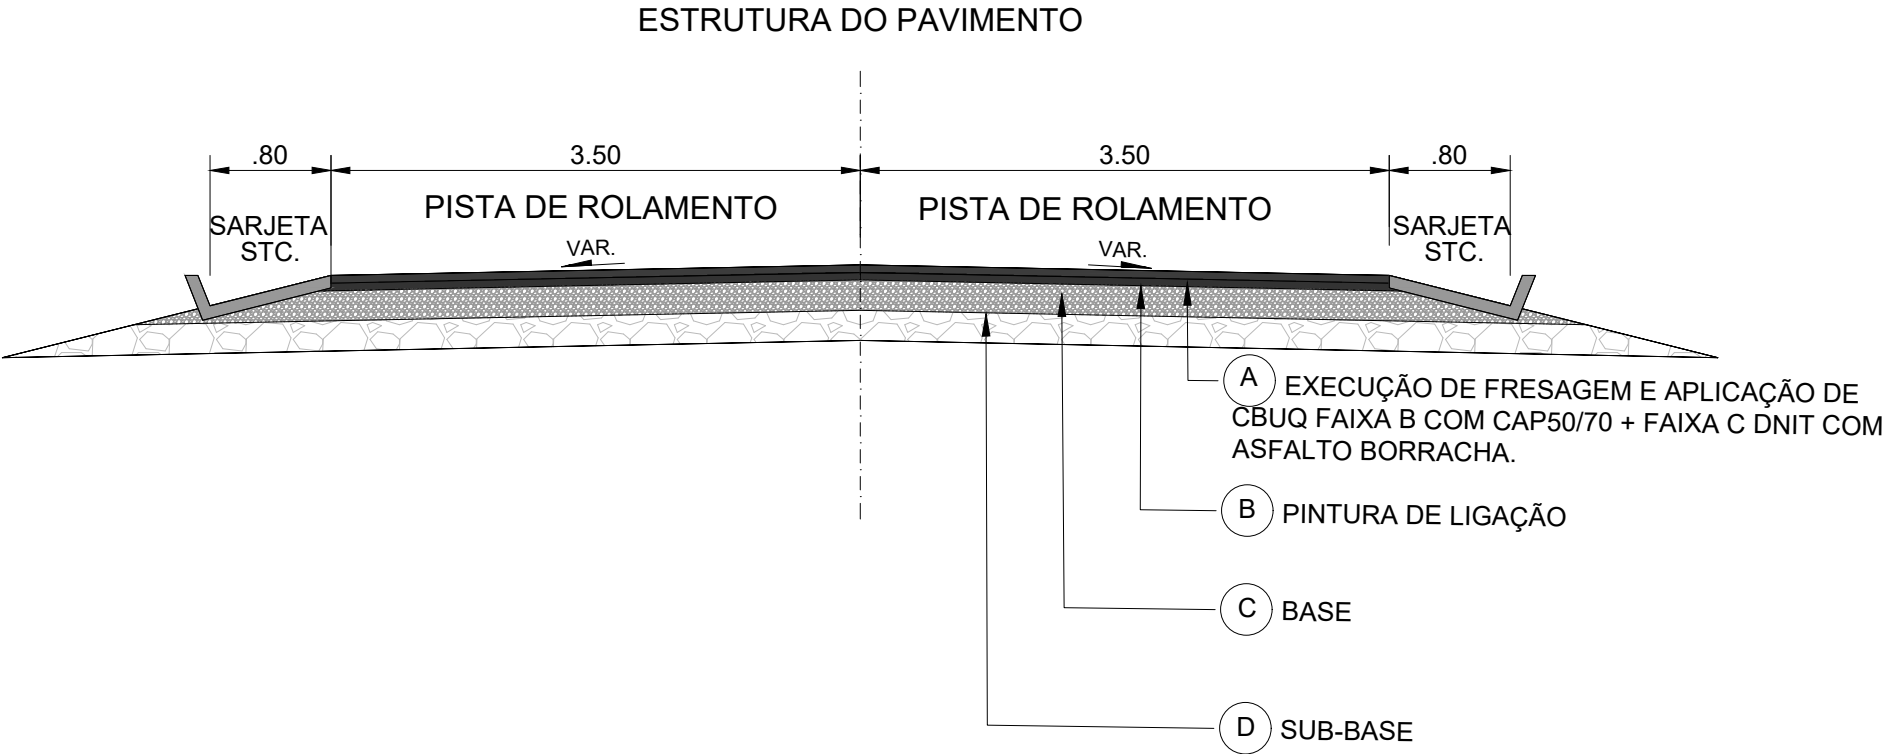 ESTRUTURA DO PAVIMENTO
.80
3.50
3.50
.80
PISTA DE ROLAMENTO
PISTA DE ROLAMENTO
SARJETA
STC.
VAR.
VAR.
SARJETA
STC.
A EXECUÇÃO DE FRESAGEM E APLICAÇÃO DE
CBUQ FAIXA B COM CAP50/70 + FAIXA C DNIT COM
ASFALTO BORRACHA.
B PINTURA DE LIGAÇÃO
C BASE
D SUB-BASE